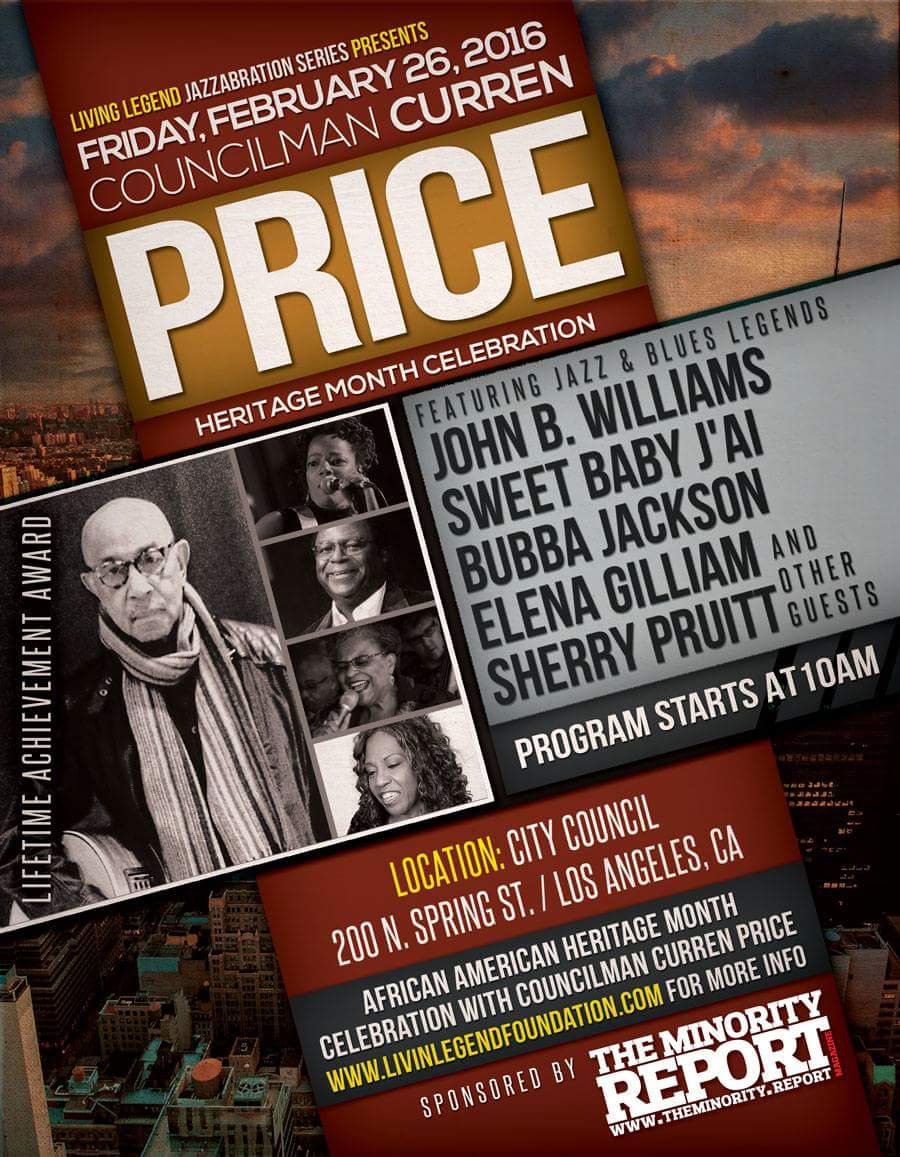 LIVING LEGEND JAZZABRATION SERIES PRESENTS
FRIDAY, FEBRUARY 26, 2016
COUNCILMAN CURREN
PRICE
HERITAGE MONTH CELEBRATION
FEATURING JAZZ & BLUES LEGENDS
JOHN B. WILLIAMS
SWEET BABY J'AI
BUBBA JACKSON
ELENA GILLIAM
SHERRY PRUITT
AND
OTHER
GUESTS
PROGRAM STARTS AT 10AM
LIFETIME ACHIEVEMENT AWARD
LOCATION: CITY COUNCIL
200 N. SPRING ST. / LOS ANGELES, CA
AFRICAN AMERICAN HERITAGE MONTH
CELEBRATION WITH COUNCILMAN CURREN PRICE
WWW.LIVINLEGENDFOUNDATION.COM FOR MORE INFO
SPONSORED BY
THE MINORITY
REPORT
MAGAZINE
WWW.THEMINORITY.REPORT